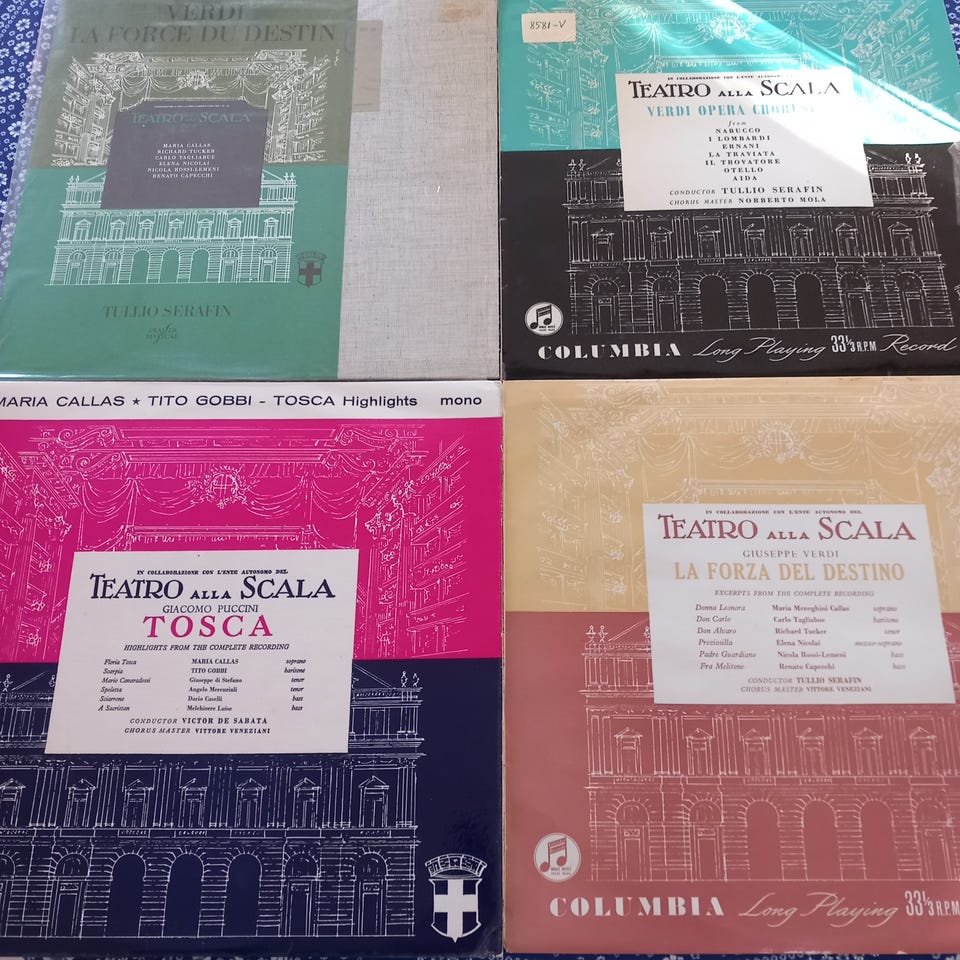 VERDI
LA FORCE DU DESTIN
TEATRO ALLA SCALA
MARIA CALLAS
RICHARD TUCKER
CARLO TAGLIABUE
ELENA NICOLAI
NICOLA ROSSI-LEMENI
RENATO CAPECCHI
TULLIO SERAFIN
PLAISIR MUSICAL
8581-V
IN COLLABORAZIONE CON L'ENTE AUTONOMO
TEATRO ALLA SCALA
VERDI OPERA
from
NABUCCO
I LOMBARDI
ERNANI
LA TRAVIATA
IL TROVATORE
OTELLO
AIDA
CONDUCTOR TULLIO SERAFIN
CHORUS MASTER NORBERTO MOLA
COLUMBIA Long Playing 33⅓ R.P.M Record
MARIA CALLAS ★ TITO GOBBI - TOSCA Highlights mono
IN COLLABORAZIONE CON L'ENTE AUTONOMO DEL
TEATRO ALLA SCALA
GIACOMO PUCCINI
TOSCA
HIGHLIGHTS FROM THE COMPLETE RECORDING
Floria Tosca MARIA CALLAS soprano
Scarpia TITO GOBBI baritone
Mario Cavaradossi Giuseppe di Stefano tenor
Spoletta Angelo Mercuriali tenor
Sciarrone Dario Caselli bass
A Sacristan Melchiorre Luise bass
CONDUCTOR VICTOR DE SABATA
CHORUS MASTER VITTORE VENEZIANI
IN COLLABORAZIONE CON L'ENTE AUTONOMO DEL
TEATRO ALLA SCALA
GIUSEPPE VERDI
LA FORZA DEL DESTINO
EXCERPTS FROM THE COMPLETE RECORDING
Donna Leonora Maria Meneghini Callas soprano
Don Carlo Carlo Tagliabue baritone
Don Alvaro Richard Tucker tenor
Preziosilla Elena Nicolai mezzo-soprano
Padre Guardiano Nicola Rossi-Lemeni bass
Fra Melitone Renato Capecchi bass
CONDUCTOR TULLIO SERAFIN
CHORUS MASTER VITTORE VENEZIANI
COLUMBIA Long Playing 33⅓ R.P.M